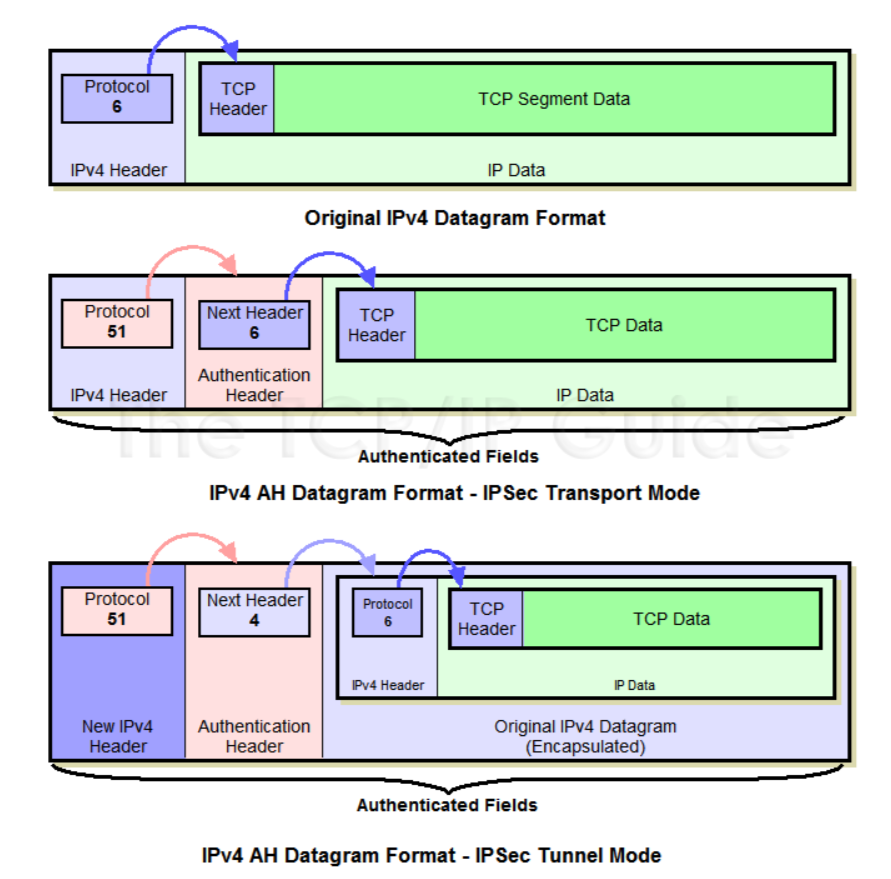 Protocol
6
TCP
Header
TCP Segment Data
IPv4 Header
IP Data
Original IPv4 Datagram Format
Protocol
51
Next Header
6
TCP
Header
TCP Data
IPv4 Header
Authentication
Header
IP Data
The TCP/IP Guide
Authenticated Fields
IPv4 AH Datagram Format - IPSec Transport Mode
Protocol
51
Next Header
4
Protocol
6
TCP
Header
TCP Data
IPv4 Header
IP Data
New IPv4
Header
Authentication
Header
Original IPv4 Datagram
(Encapsulated)
Authenticated Fields
IPv4 AH Datagram Format - IPSec Tunnel Mode